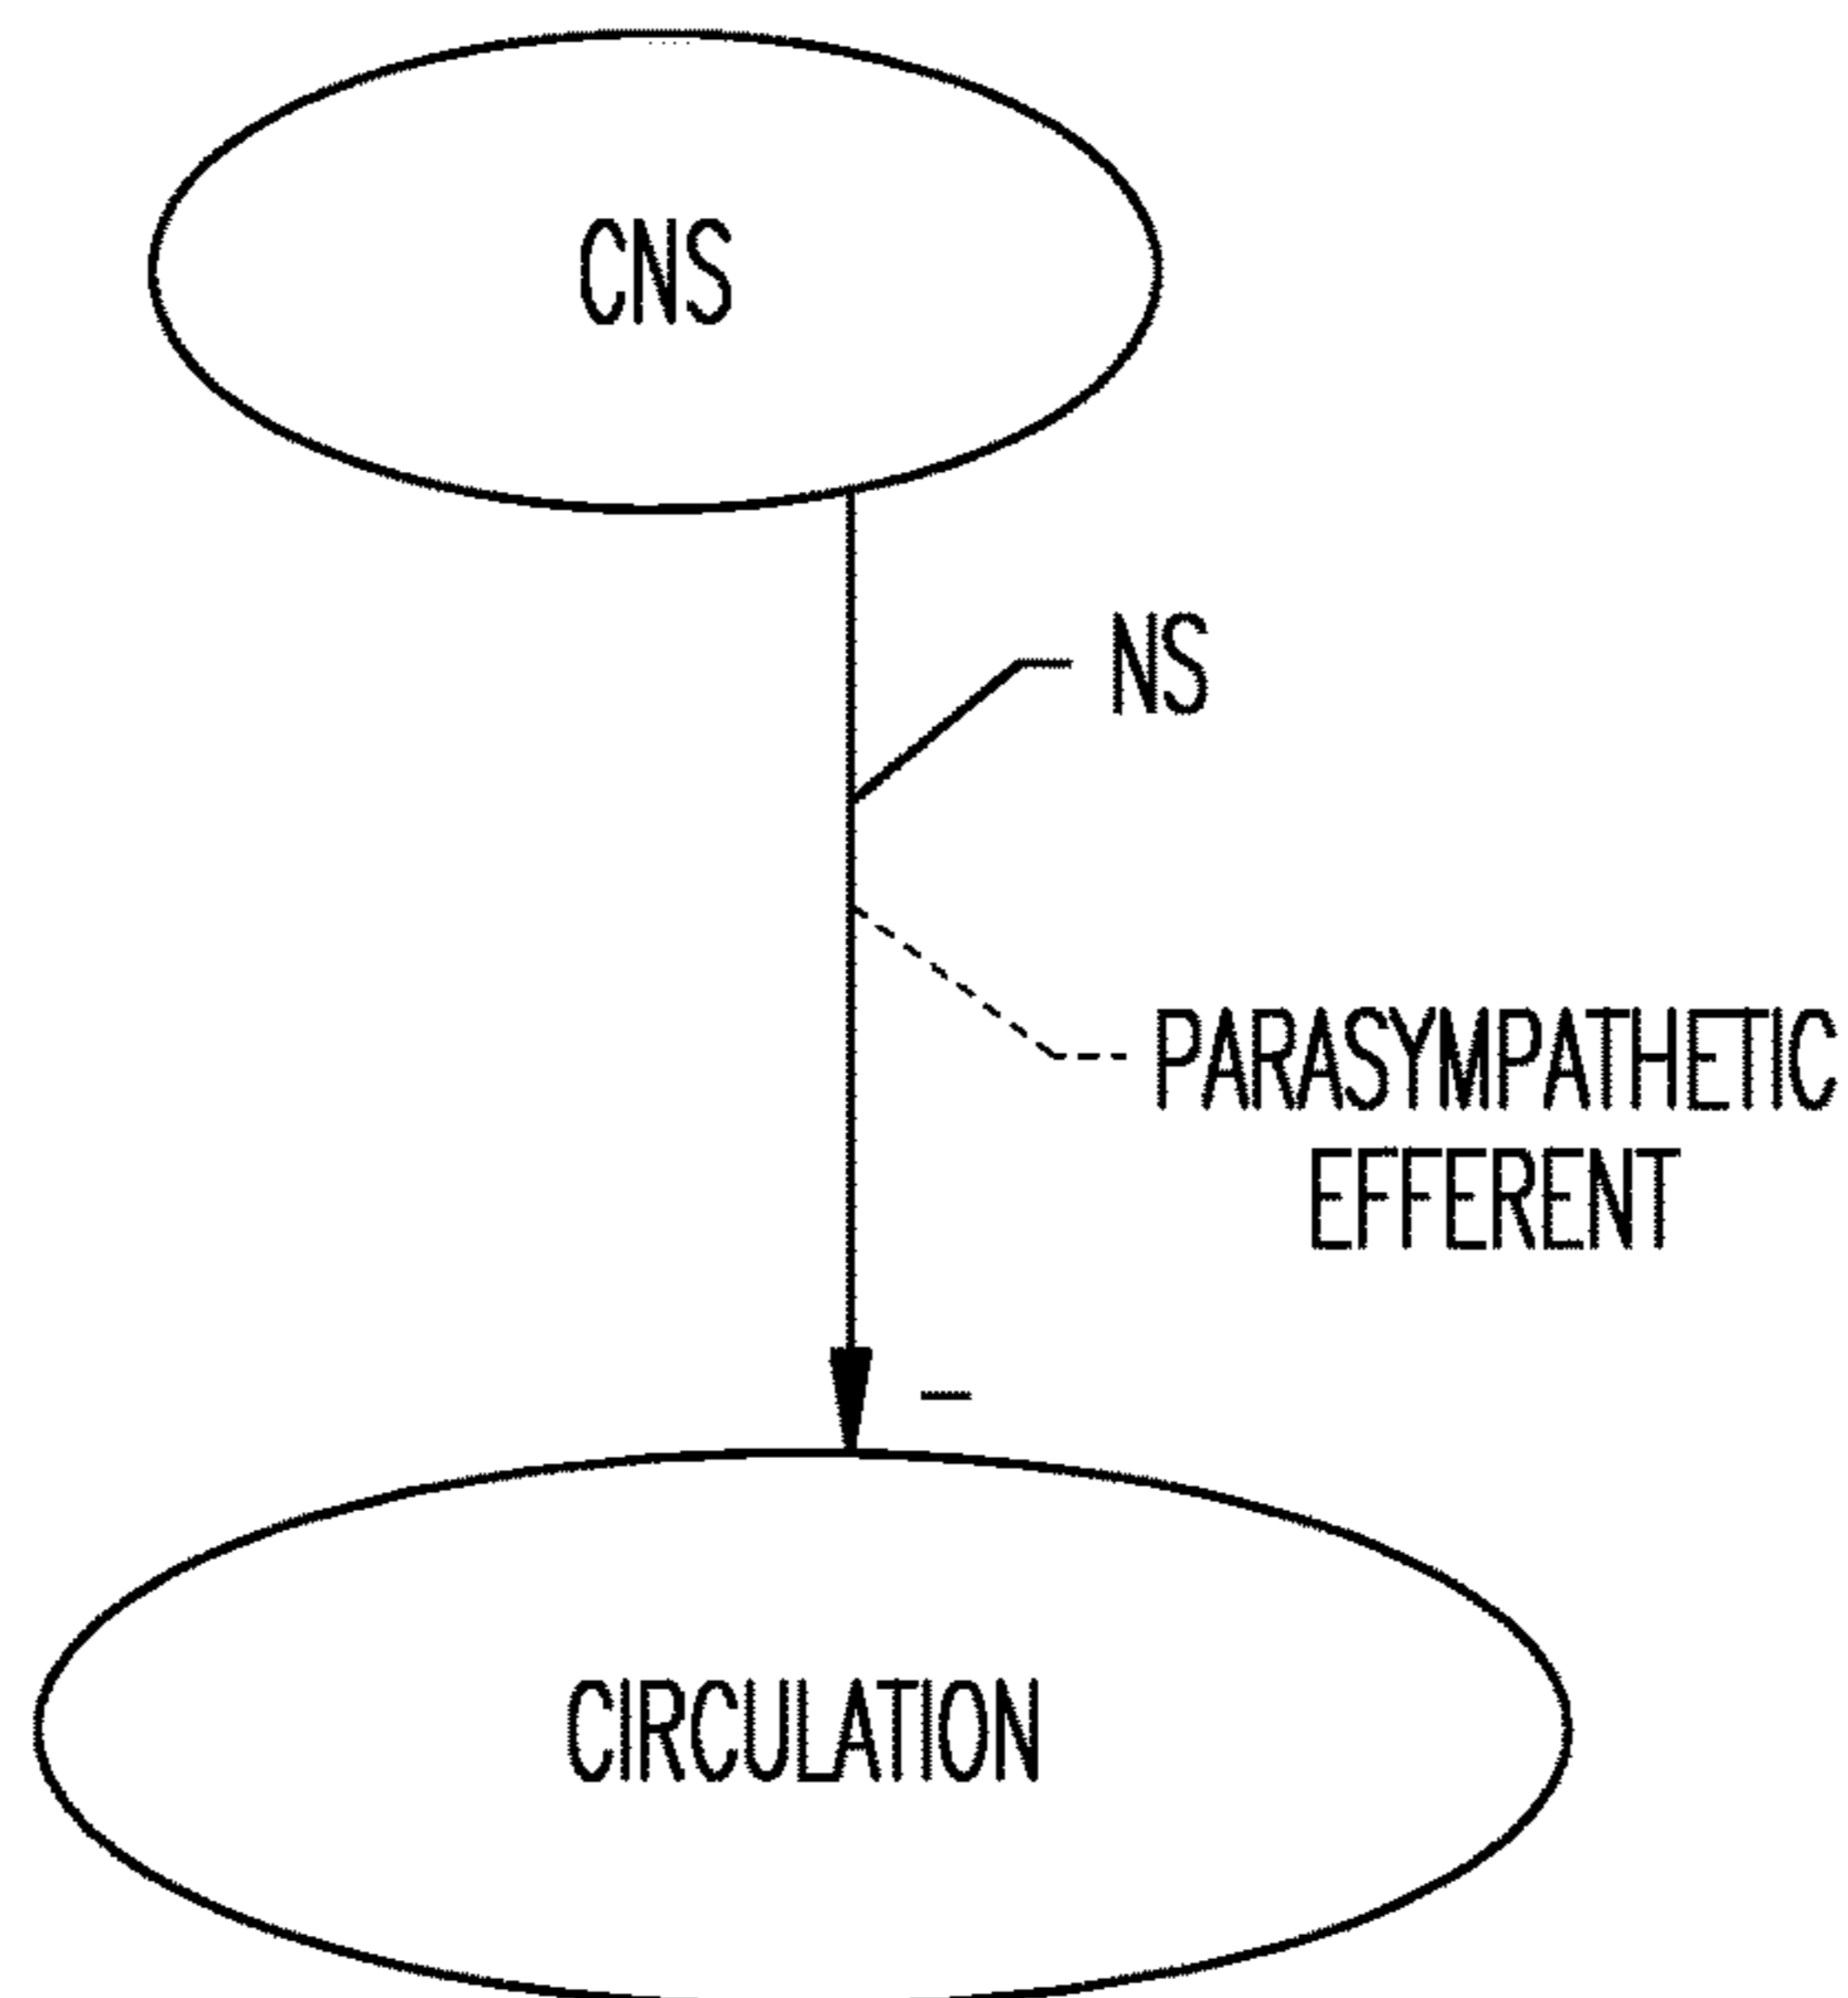 CNS
NS
PARASYMPATHETIC
EFFERENT
–
CIRCULATION